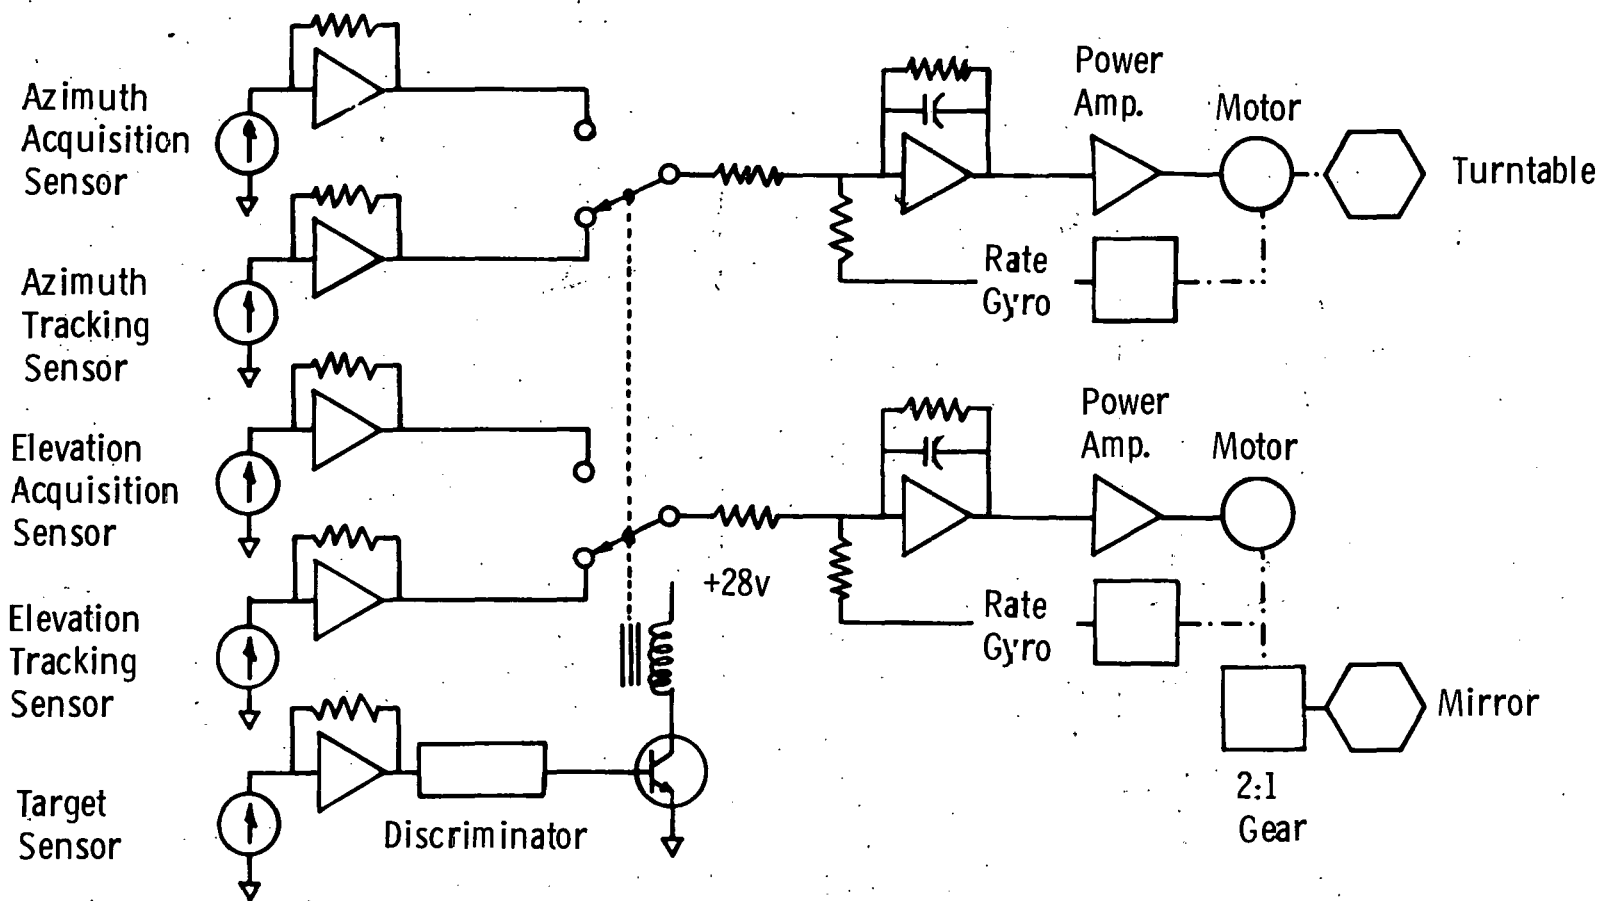 Azimuth
Acquisition
Sensor
Azimuth
Tracking
Sensor
Elevation
Acquisition
Sensor
Elevation
Tracking
Sensor
Target
Sensor
Discriminator
+28v
Power
Amp.
Motor
Turntable
Rate
Gyro
Power
Amp.
Motor
Rate
Gyro
Mirror
2:1
Gear